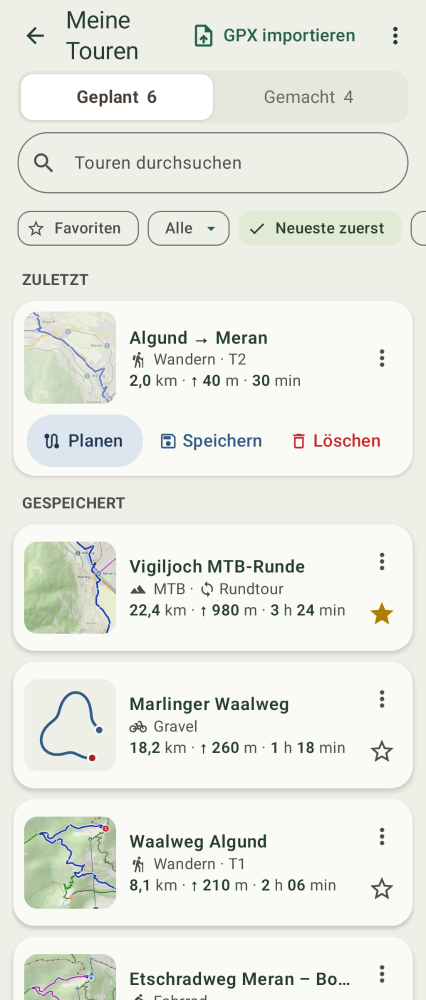 Meine
Touren
GPX importieren
Geplant 6
Gemacht 4
Touren durchsuchen
Favoriten
Alle
Neueste zuerst
ZULETZT
Algund → Meran
Wandern · T2
2,0 km · ↑ 40 m · 30 min
Planen
Speichern
Löschen
GESPEICHERT
Vigiljoch MTB-Runde
MTB · Rundtour
22,4 km · ↑ 980 m · 3 h 24 min
Marlinger Waalweg
Gravel
18,2 km · ↑ 260 m · 1 h 18 min
Waalweg Algund
Wandern · T1
8,1 km · ↑ 210 m · 2 h 06 min
Etschradweg Meran – Bo…
Fahrrad